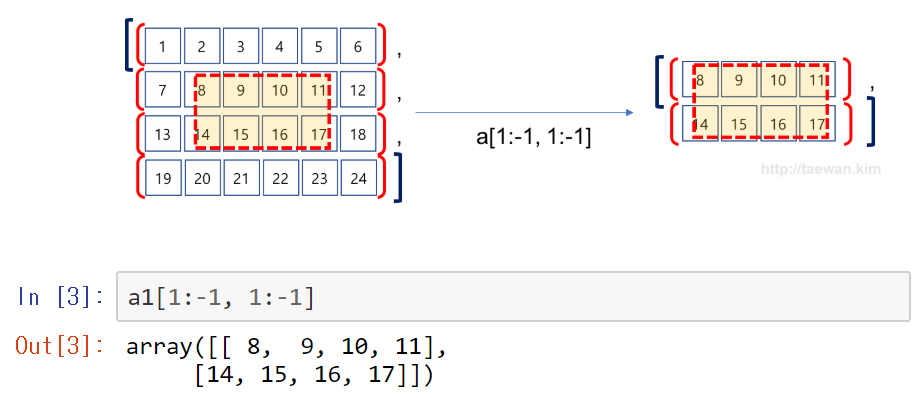 1 2 3 4 5 6 ,
7 8 9 10 11 12 ,
13 14 15 16 17 18 ,
19 20 21 22 23 24
a[1:-1, 1:-1]
8 9 10 11 ,
14 15 16 17
http://taewan.kim
In [3]: a1[1:-1, 1:-1]
Out[3]: array([[ 8,  9, 10, 11],
[14, 15, 16, 17]])